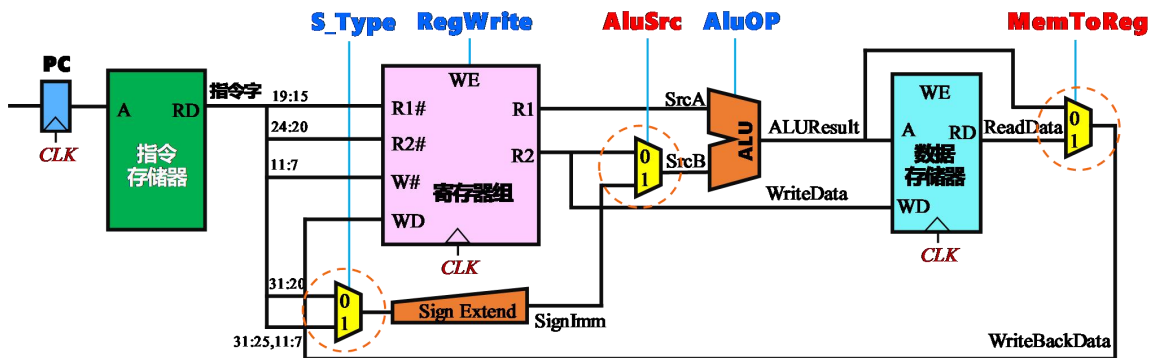 S_Type
RegWrite
AluSrc
AluOP
MemToReg
PC
CLK
A
RD
指令
存储器
指令字
19:15
24:20
11:7
31:20
31:25,11:7
WE
R1#
R2#
W#
WD
R1
R2
寄存器组
CLK
0
1
Sign Extend
SignImm
0
1
SrcA
SrcB
ALU
ALUResult
WriteData
WE
A
RD
数据
存储器
WD
CLK
ReadData
0
1
WriteBackData